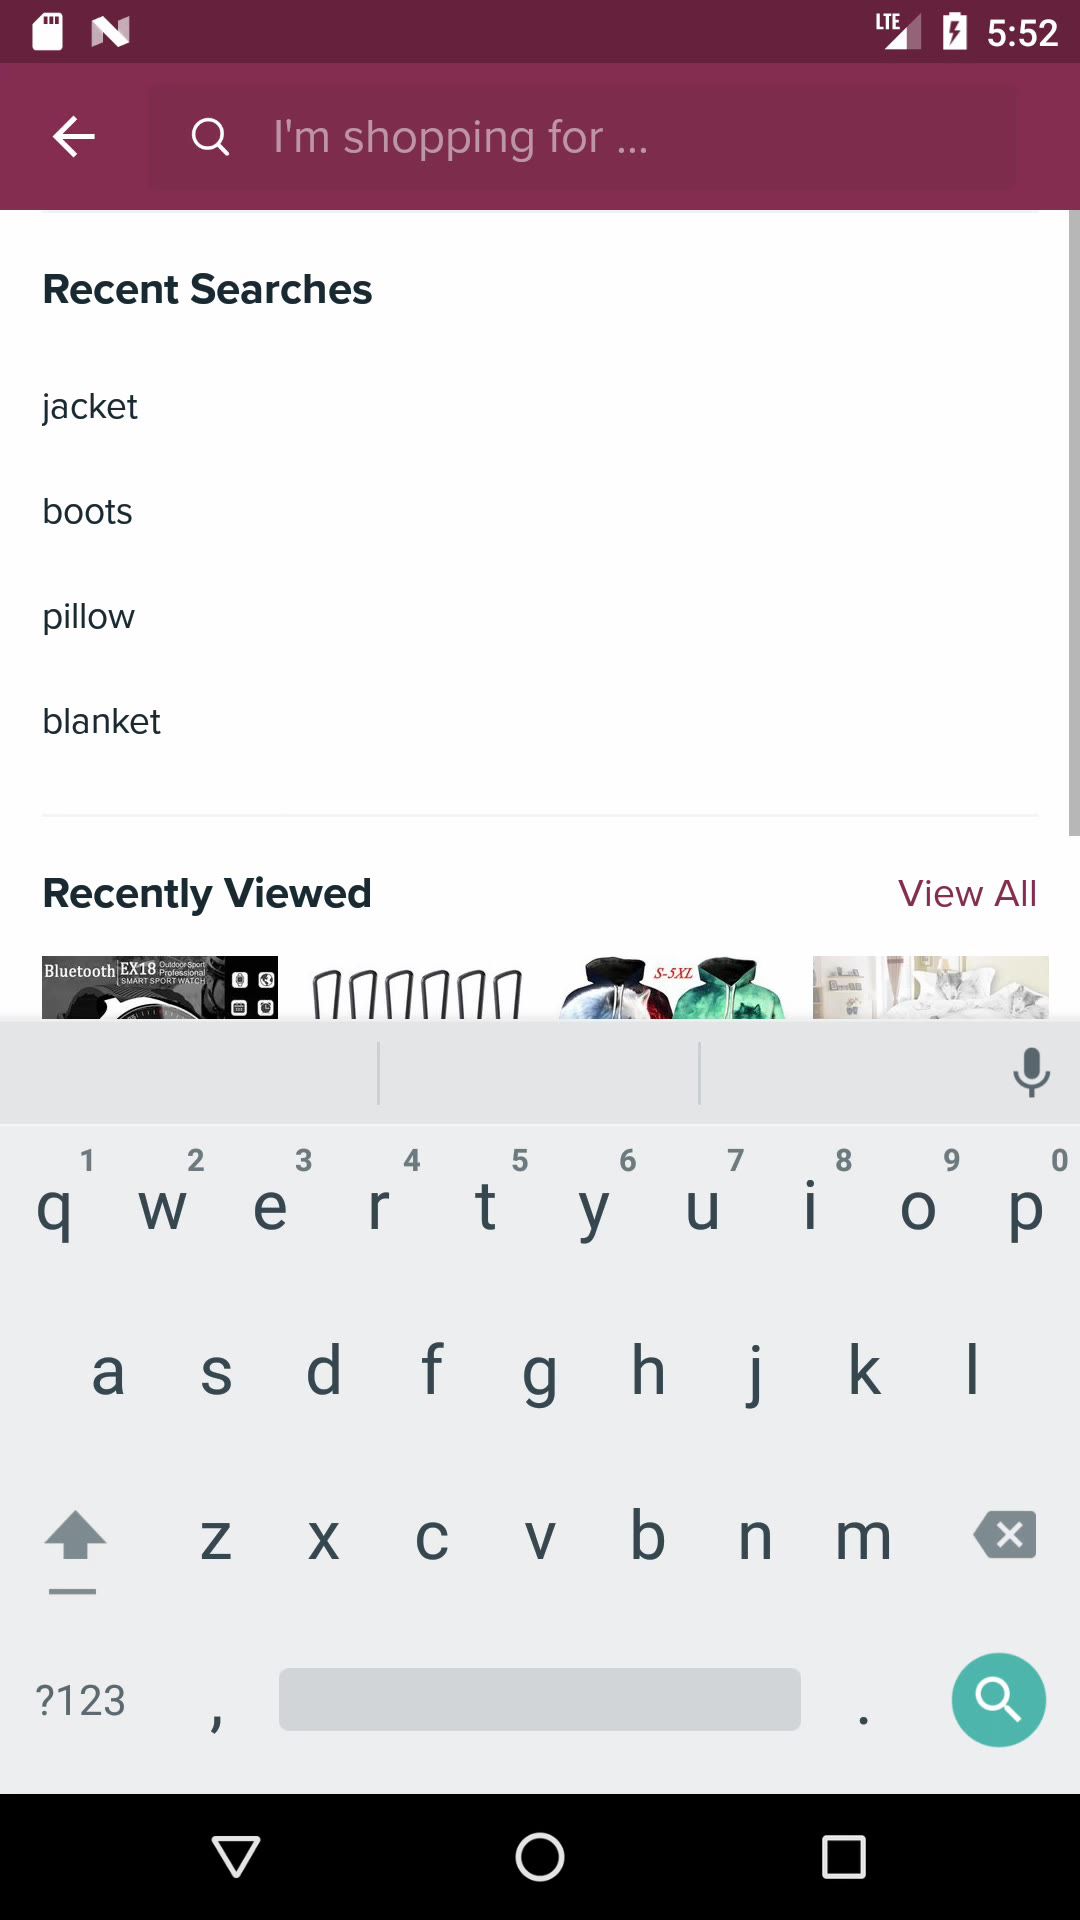 LTE 5:52
I'm shopping for ...
Recent Searches
jacket
boots
pillow
blanket
Recently Viewed View All
Bluetooth EX18 Outdoor Sport Professional
SMART SPORT WATCH
S-5XL
1 2 3 4 5 6 7 8 9 0
q w e r t y u i o p
a s d f g h j k l
z x c v b n m
?123 , .